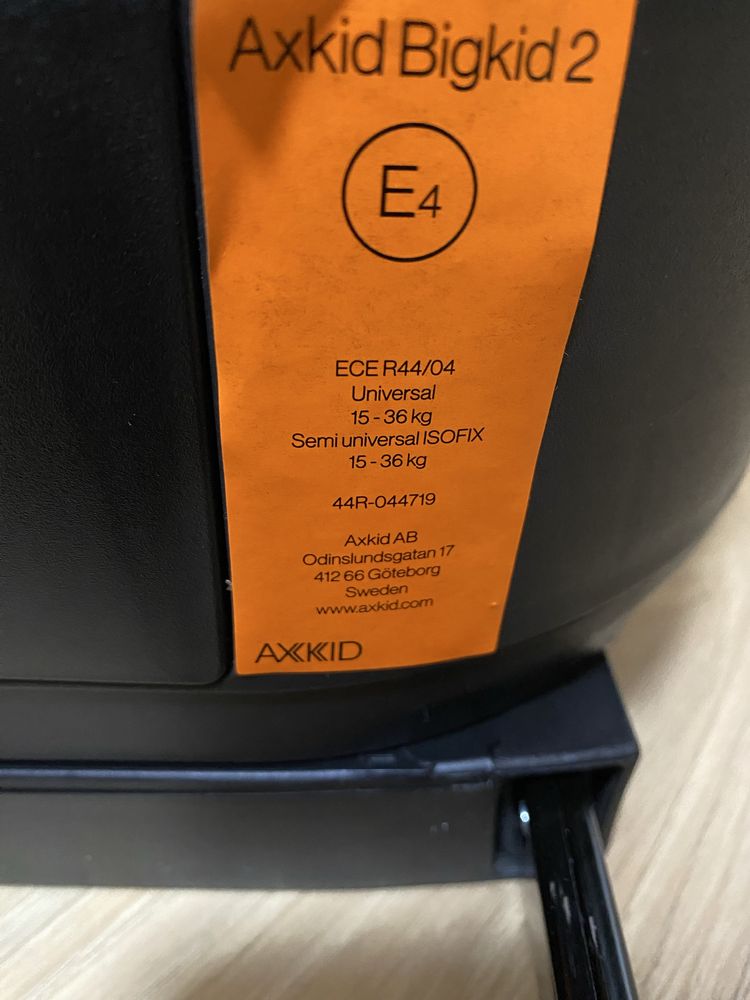 Axkid Bigkid 2
E4
ECE R44/04
Universal
15 - 36 kg
Semi universal ISOFIX
15 - 36 kg
44R-044719
Axkid AB
Odinslundsgatan 17
412 66 Göteborg
Sweden
www.axkid.com
AXKID